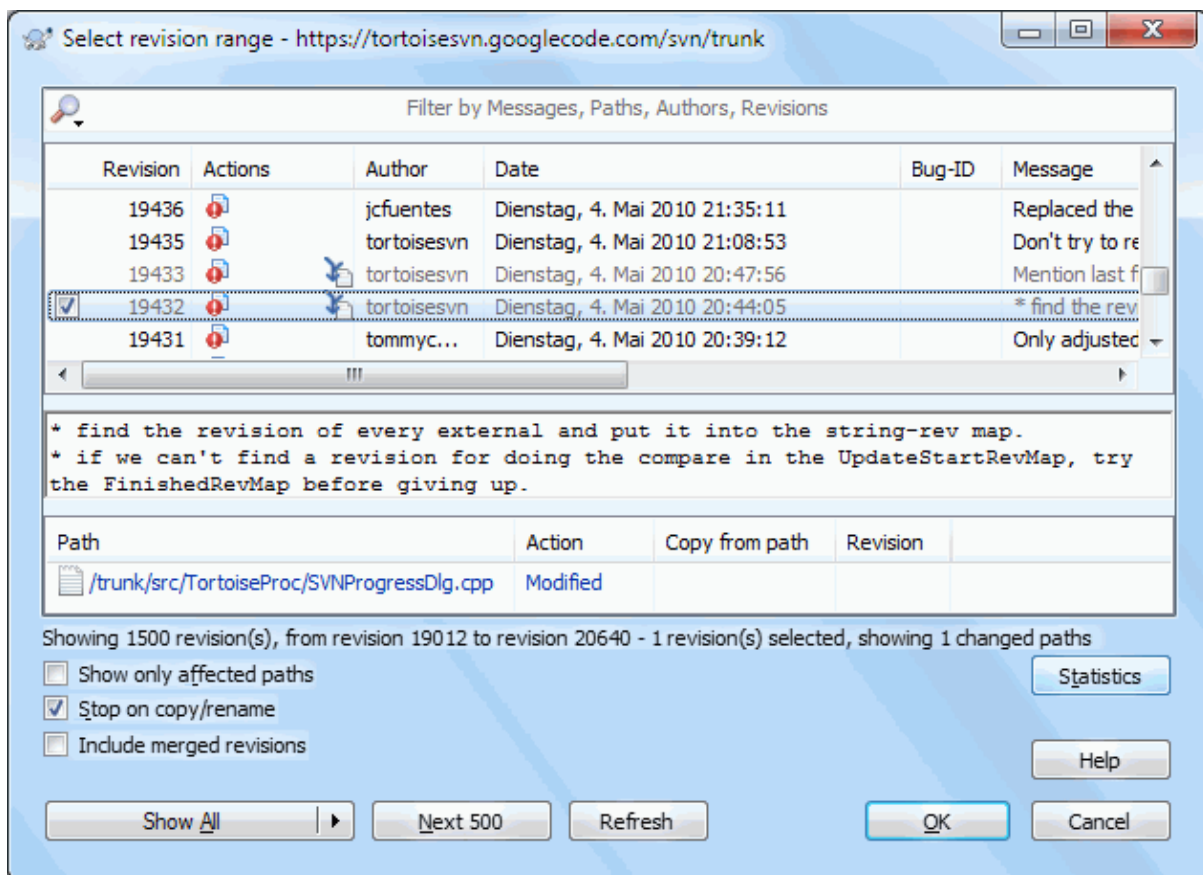 Select revision range - https://tortoisesvn.googlecode.com/svn/trunk
Filter by Messages, Paths, Authors, Revisions
Revision Actions Author Date Bug-ID Message
19436 jcfuentes Dienstag, 4. Mai 2010 21:35:11 Replaced the
19435 tortoisesvn Dienstag, 4. Mai 2010 21:08:53 Don't try to re
19433 tortoisesvn Dienstag, 4. Mai 2010 20:47:56 Mention last f
19432 tortoisesvn Dienstag, 4. Mai 2010 20:44:05 * find the rev
19431 tommyc... Dienstag, 4. Mai 2010 20:39:12 Only adjusted
* find the revision of every external and put it into the string-rev map.
* if we can't find a revision for doing the compare in the UpdateStartRevMap, try
the FinishedRevMap before giving up.
Path Action Copy from path Revision
/trunk/src/TortoiseProc/SVNProgressDlg.cpp Modified
Showing 1500 revision(s), from revision 19012 to revision 20640 - 1 revision(s) selected, showing 1 changed paths
Show only affected paths
Statistics
Stop on copy/rename
Include merged revisions
Help
Show All Next 500 Refresh OK Cancel